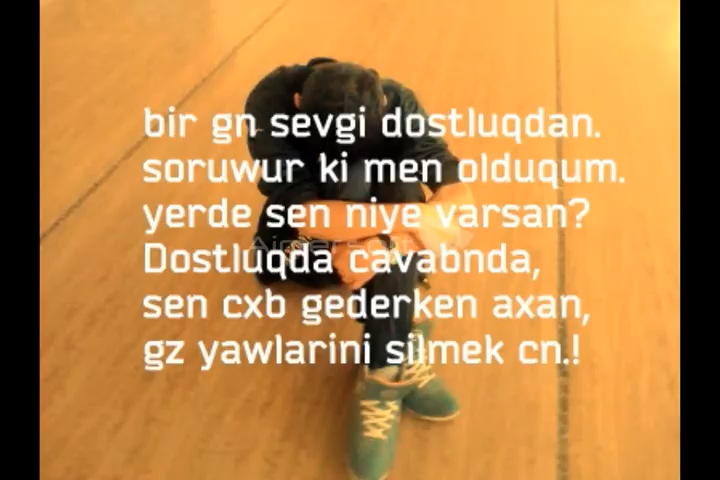 bir gn sevgi dostluqdan.
soruwur ki men olduqum.
yerde sen niye varsan?
Dostluqda cavabnda,
sen cxb gederken axan,
gz yawlarini silmek cn.!